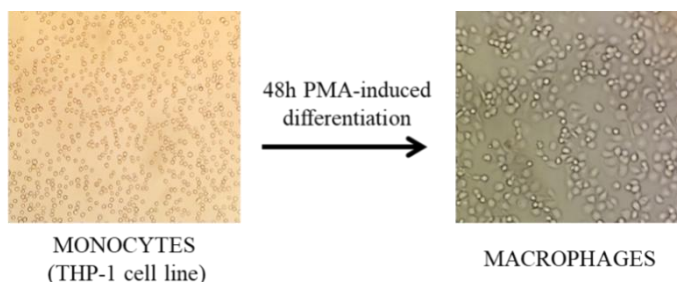 48h PMA-induced
differentiation
MONOCYTES
(THP-1 cell line)
MACROPHAGES